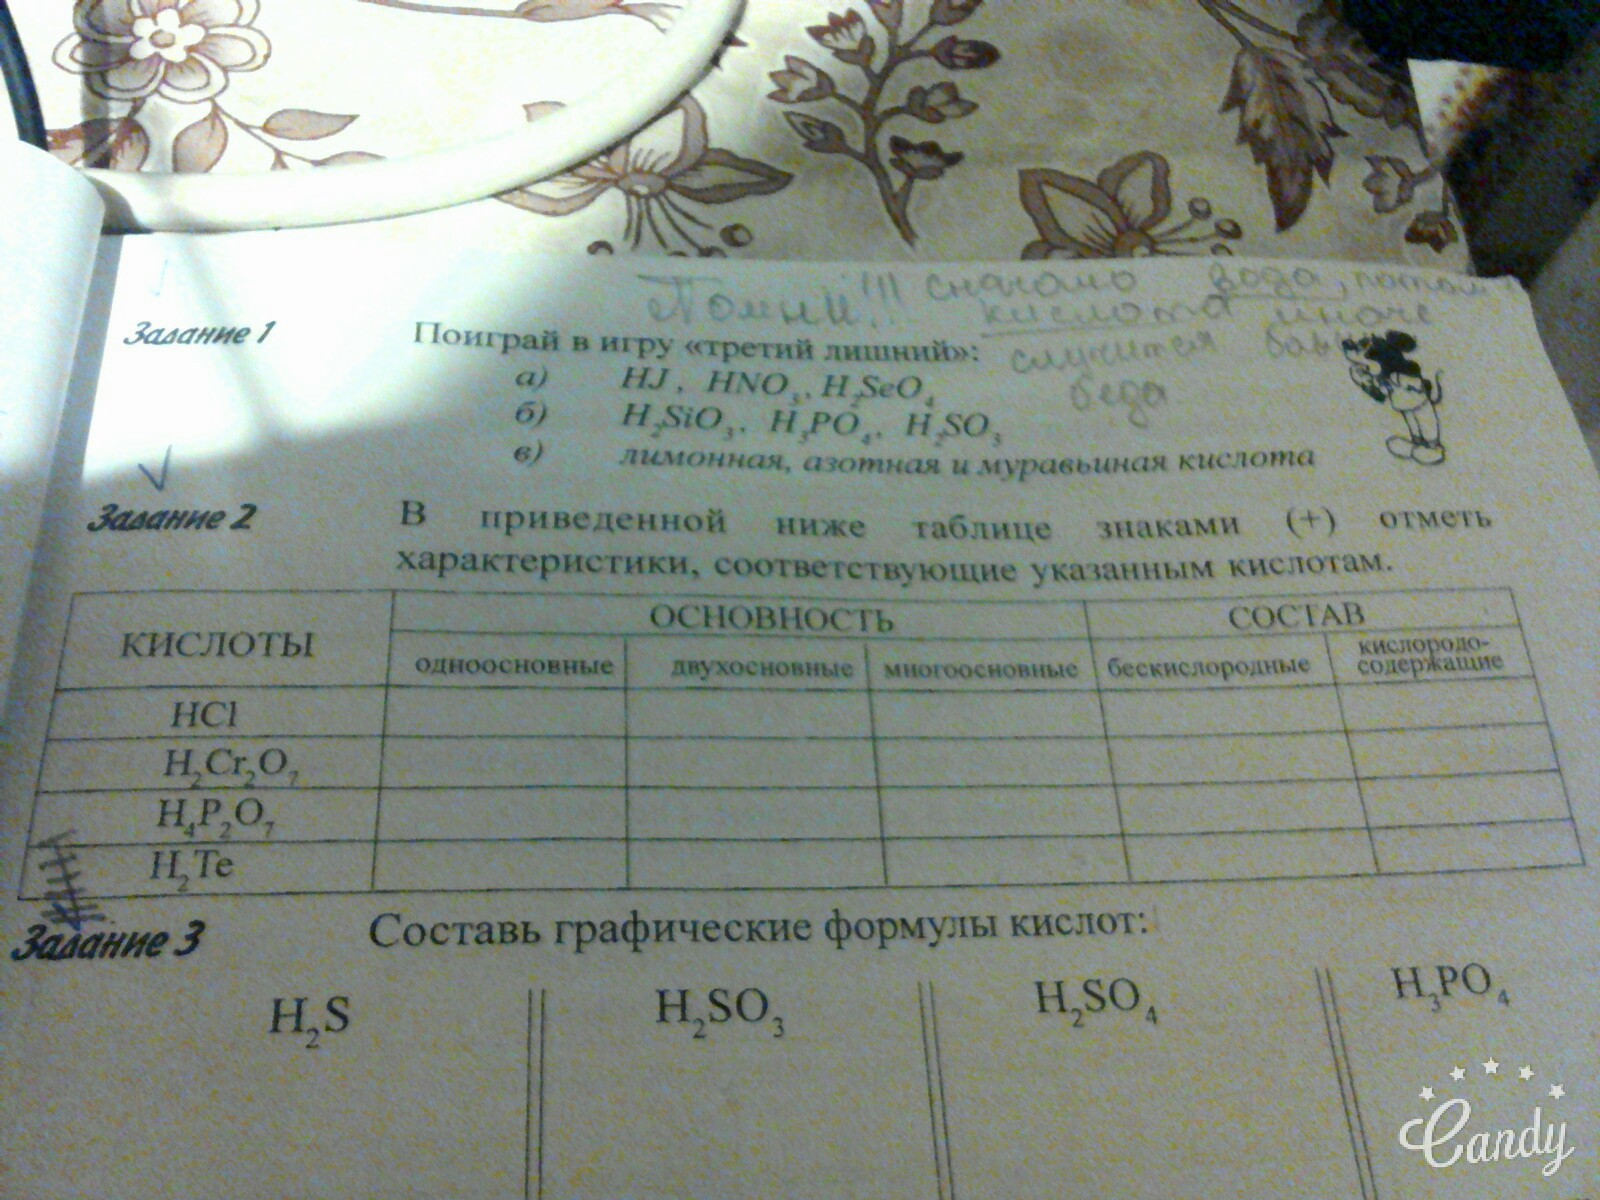 Помни!!! сначала вода, потом
кислота иначе
случится
беда
Задание 1
Поиграй в игру «третий лишний»:
а) HJ, HNO₃, H₂SeO₄
б) H₂SiO₃, H₃PO₄, H₂SO₃
в) лимонная, азотная и муравьиная кислота
Задание 2
В приведенной ниже таблице знаками (+) отметь
характеристики, соответствующие указанным кислотам.
КИСЛОТЫ
ОСНОВНОСТЬ
СОСТАВ
одноосновные
двухосновные
многоосновные
бескислородные
кислородо-
содержащие
HCl
H₂Cr₂O₇
H₄P₂O₇
H₂Te
Задание 3
Составь графические формулы кислот:
H₂S
H₂SO₃
H₂SO₄
H₃PO₄
Candy